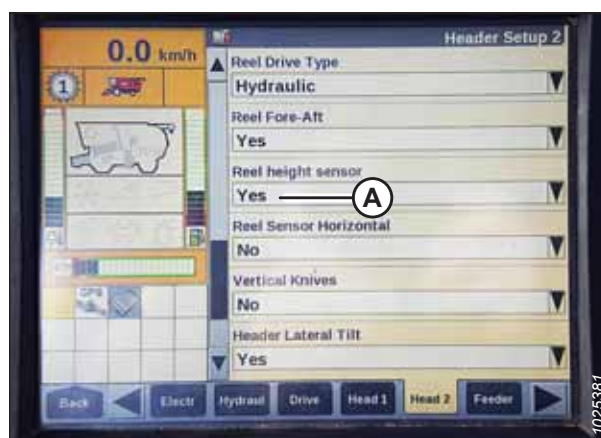 0.0 km/h
Header Setup 2
1
Reel Drive Type
Hydraulic
Reel Fore-Aft
Yes
Reel height sensor
Yes
A
Reel Sensor Horizontal
No
Vertical Knives
No
Header Lateral Tilt
Yes
Back
Electr
Hydraul
Drive
Head 1
Head 2
Feeder
1025381